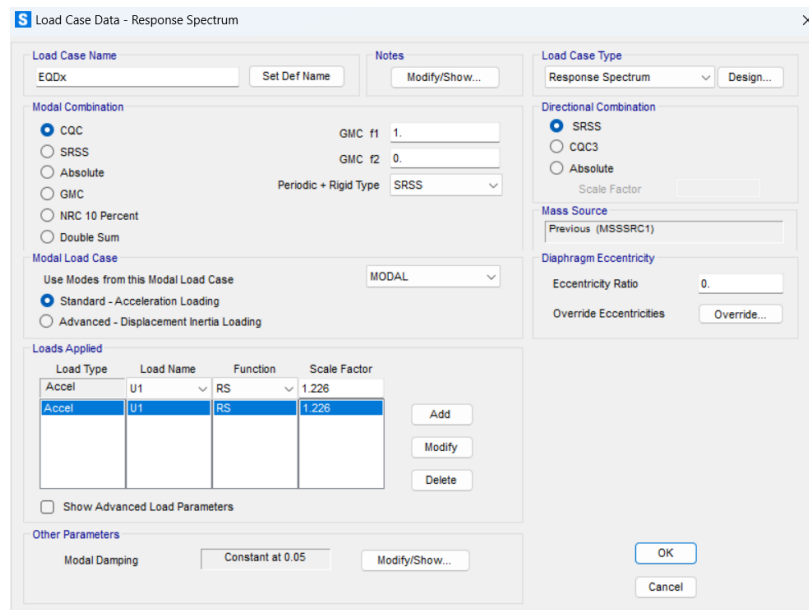 S Load Case Data - Response Spectrum
Load Case Name
EQDx
Set Def Name
Notes
Modify/Show...
Load Case Type
Response Spectrum
Design...
Modal Combination
CQC
SRSS
Absolute
GMC
NRC 10 Percent
Double Sum
GMC f1 1.
GMC f2 0.
Periodic + Rigid Type SRSS
Directional Combination
SRSS
CQC3
Absolute
Scale Factor
Mass Source
Previous (MSSSRC1)
Modal Load Case
Use Modes from this Modal Load Case MODAL
Standard - Acceleration Loading
Advanced - Displacement Inertia Loading
Diaphragm Eccentricity
Eccentricity Ratio 0.
Override Eccentricities Override...
Loads Applied
Load Type Load Name Function Scale Factor
Accel U1 RS 1.226
Accel U1 RS 1.226
Add
Modify
Delete
Show Advanced Load Parameters
Other Parameters
Modal Damping Constant at 0.05 Modify/Show...
OK
Cancel